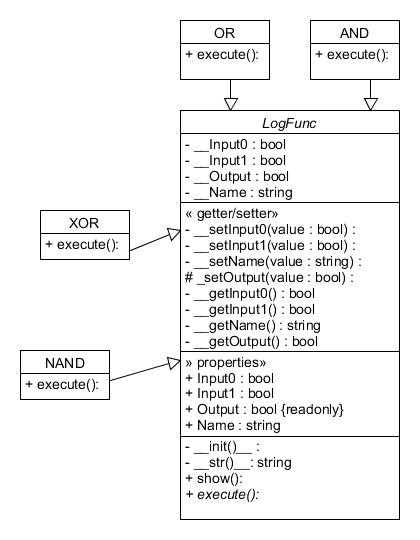 OR
+ execute():
AND
+ execute():
LogFunc
- __Input0 : bool
- __Input1 : bool
- __Output : bool
- __Name : string
« getter/setter»
- __setInput0(value : bool) :
- __setInput1(value : bool) :
- __setName(value : string) :
# _setOutput(value : bool) :
- __getInput0() : bool
- __getInput1() : bool
- __getName() : string
- __getOutput() : bool
» properties»
+ Input0 : bool
+ Input1 : bool
+ Output : bool {readonly}
+ Name : string
- __init()__ :
- __str()__: string
+ show():
+ execute():
XOR
+ execute():
NAND
+ execute():